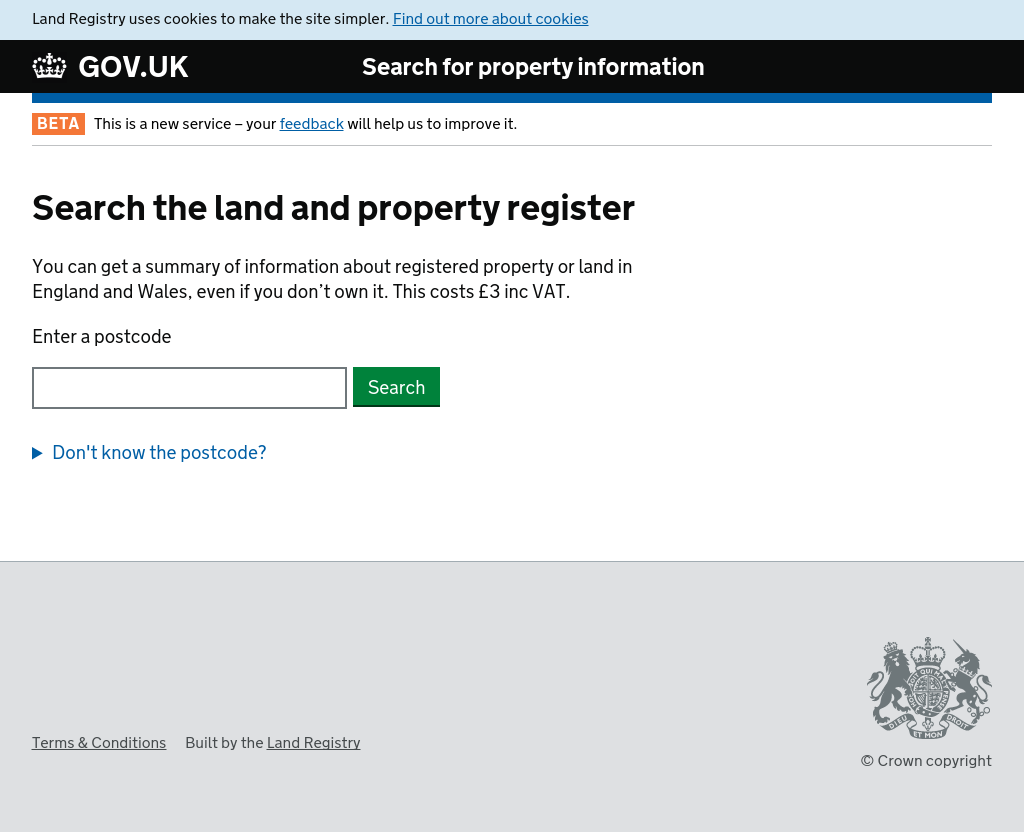 Land Registry uses cookies to make the site simpler. Find out more about cookies
GOV.UK
Search for property information
BETA This is a new service – your feedback will help us to improve it.
Search the land and property register
You can get a summary of information about registered property or land in
England and Wales, even if you don’t own it. This costs £3 inc VAT.
Enter a postcode
Search
Don't know the postcode?
DIEU ET MON DROIT
Terms & Conditions Built by the Land Registry
© Crown copyright